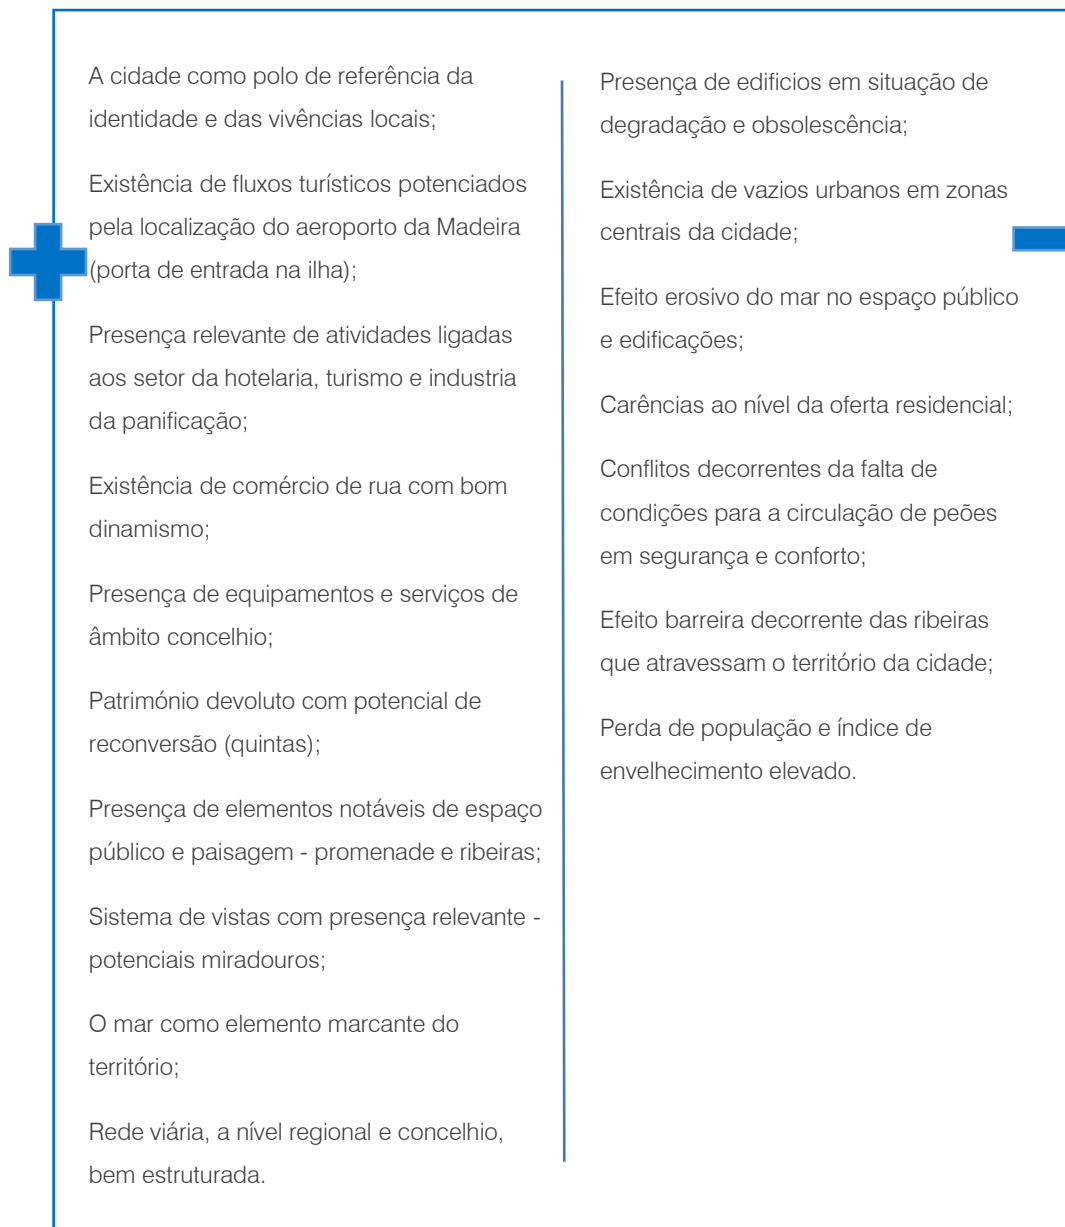 A cidade como polo de referência da
identidade e das vivências locais;
Existência de fluxos turísticos potenciados
pela localização do aeroporto da Madeira
(porta de entrada na ilha);
Presença relevante de atividades ligadas
aos setor da hotelaria, turismo e industria
da panificação;
Existência de comércio de rua com bom
dinamismo;
Presença de equipamentos e serviços de
âmbito concelhio;
Património devoluto com potencial de
reconversão (quintas);
Presença de elementos notáveis de espaço
público e paisagem - promenade e ribeiras;
Sistema de vistas com presença relevante -
potenciais miradouros;
O mar como elemento marcante do
território;
Rede viária, a nível regional e concelhio,
bem estruturada.
Presença de edificios em situação de
degradação e obsolescência;
Existência de vazios urbanos em zonas
centrais da cidade;
Efeito erosivo do mar no espaço público
e edificações;
Carências ao nível da oferta residencial;
Conflitos decorrentes da falta de
condições para a circulação de peões
em segurança e conforto;
Efeito barreira decorrente das ribeiras
que atravessam o território da cidade;
Perda de população e índice de
envelhecimento elevado.